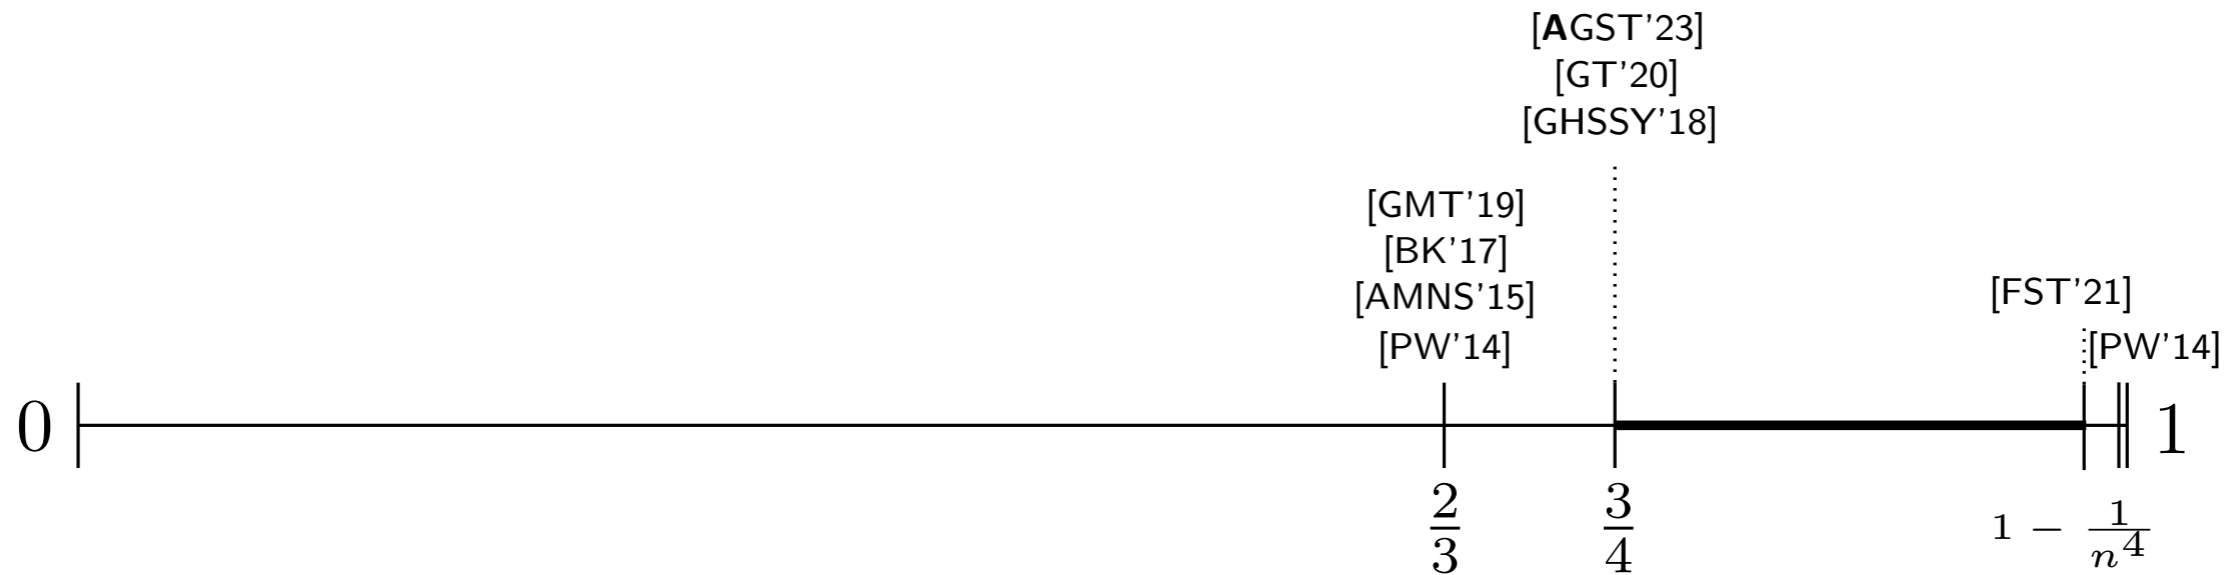 [AGST'23]
[GT'20]
[GHSSY'18]
[GMT'19]
[BK'17]
[AMNS'15]
[PW'14]
[FST'21]
[PW'14]
0
1
2/3
3/4
1 − 1/n^4